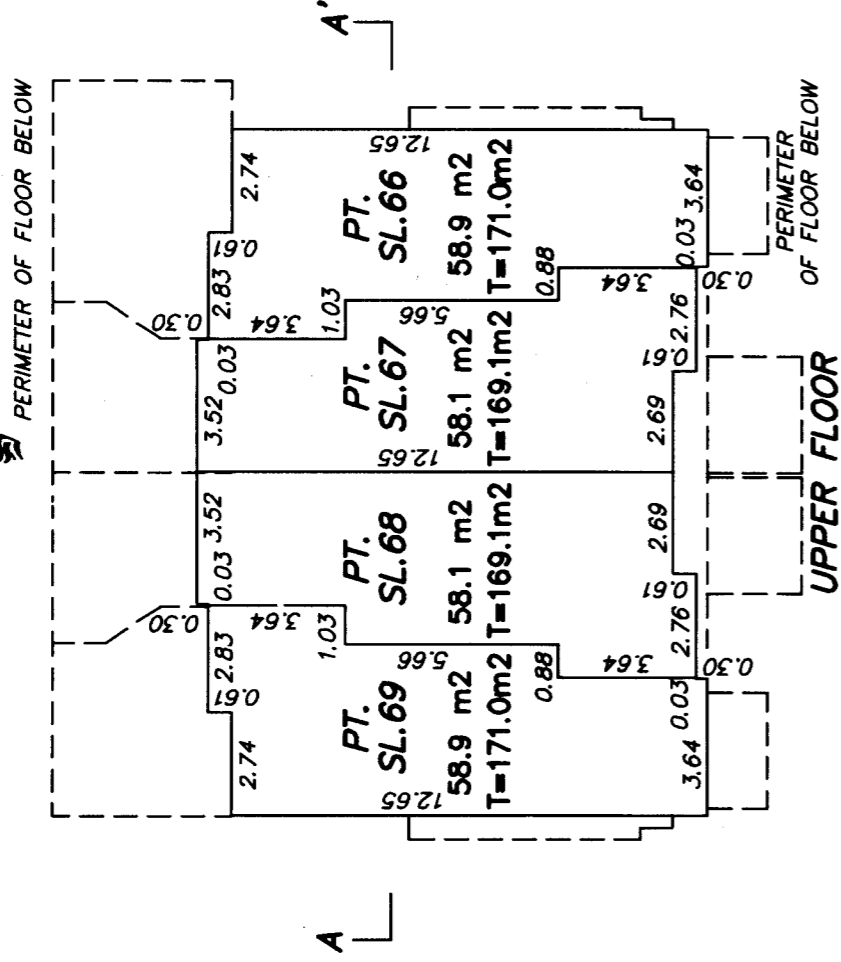 PERIMETER OF FLOOR BELOW
A'
2.74
0.61
2.83
0.30
0.03
3.52
3.52
0.03
0.30
2.83
0.61
2.74
12.65
PT.
SL.66
58.9 m2
T=171.0m2
3.64
1.03
5.66
0.88
3.64
0.03
3.64
0.30
PERIMETER
OF FLOOR BELOW
PT.
SL.67
58.1 m2
T=169.1m2
12.65
2.76
0.61
2.69
PT.
SL.68
58.1 m2
T=169.1m2
3.64
1.03
5.66
0.88
3.64
2.69
0.61
2.76
0.30
PT.
SL.69
58.9 m2
T=171.0m2
12.65
0.03
3.64
A
UPPER FLOOR